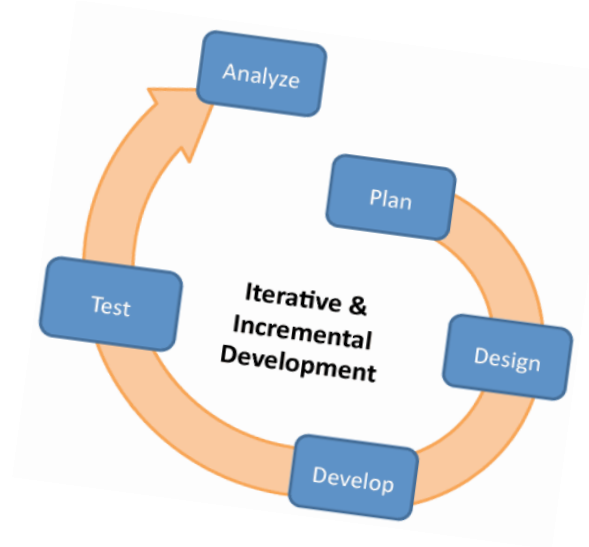 Analyze
Plan
Iterative &
Incremental
Development
Test
Design
Develop